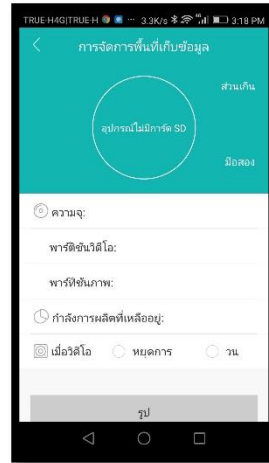 TRUE-H4G|TRUE-H ... 3.3K/s 3:18 PM
การจัดการพื้นที่เก็บข้อมูล
ส่วนเกิน
อุปกรณ์ไม่มีการ์ด SD
มือสอง
ความจุ:
พาร์ติชันวิดีโอ:
พาร์ทิชันภาพ:
กำลังการผลิตที่เหลืออยู่:
เมื่อวิดีโอ หยุดการ วน
รูป